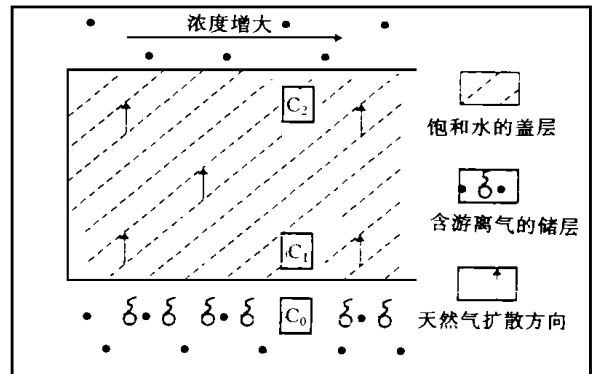 浓度增大
C₂
饱和水的盖层
C₁
含游离气的储层
C₀
天然气扩散方向